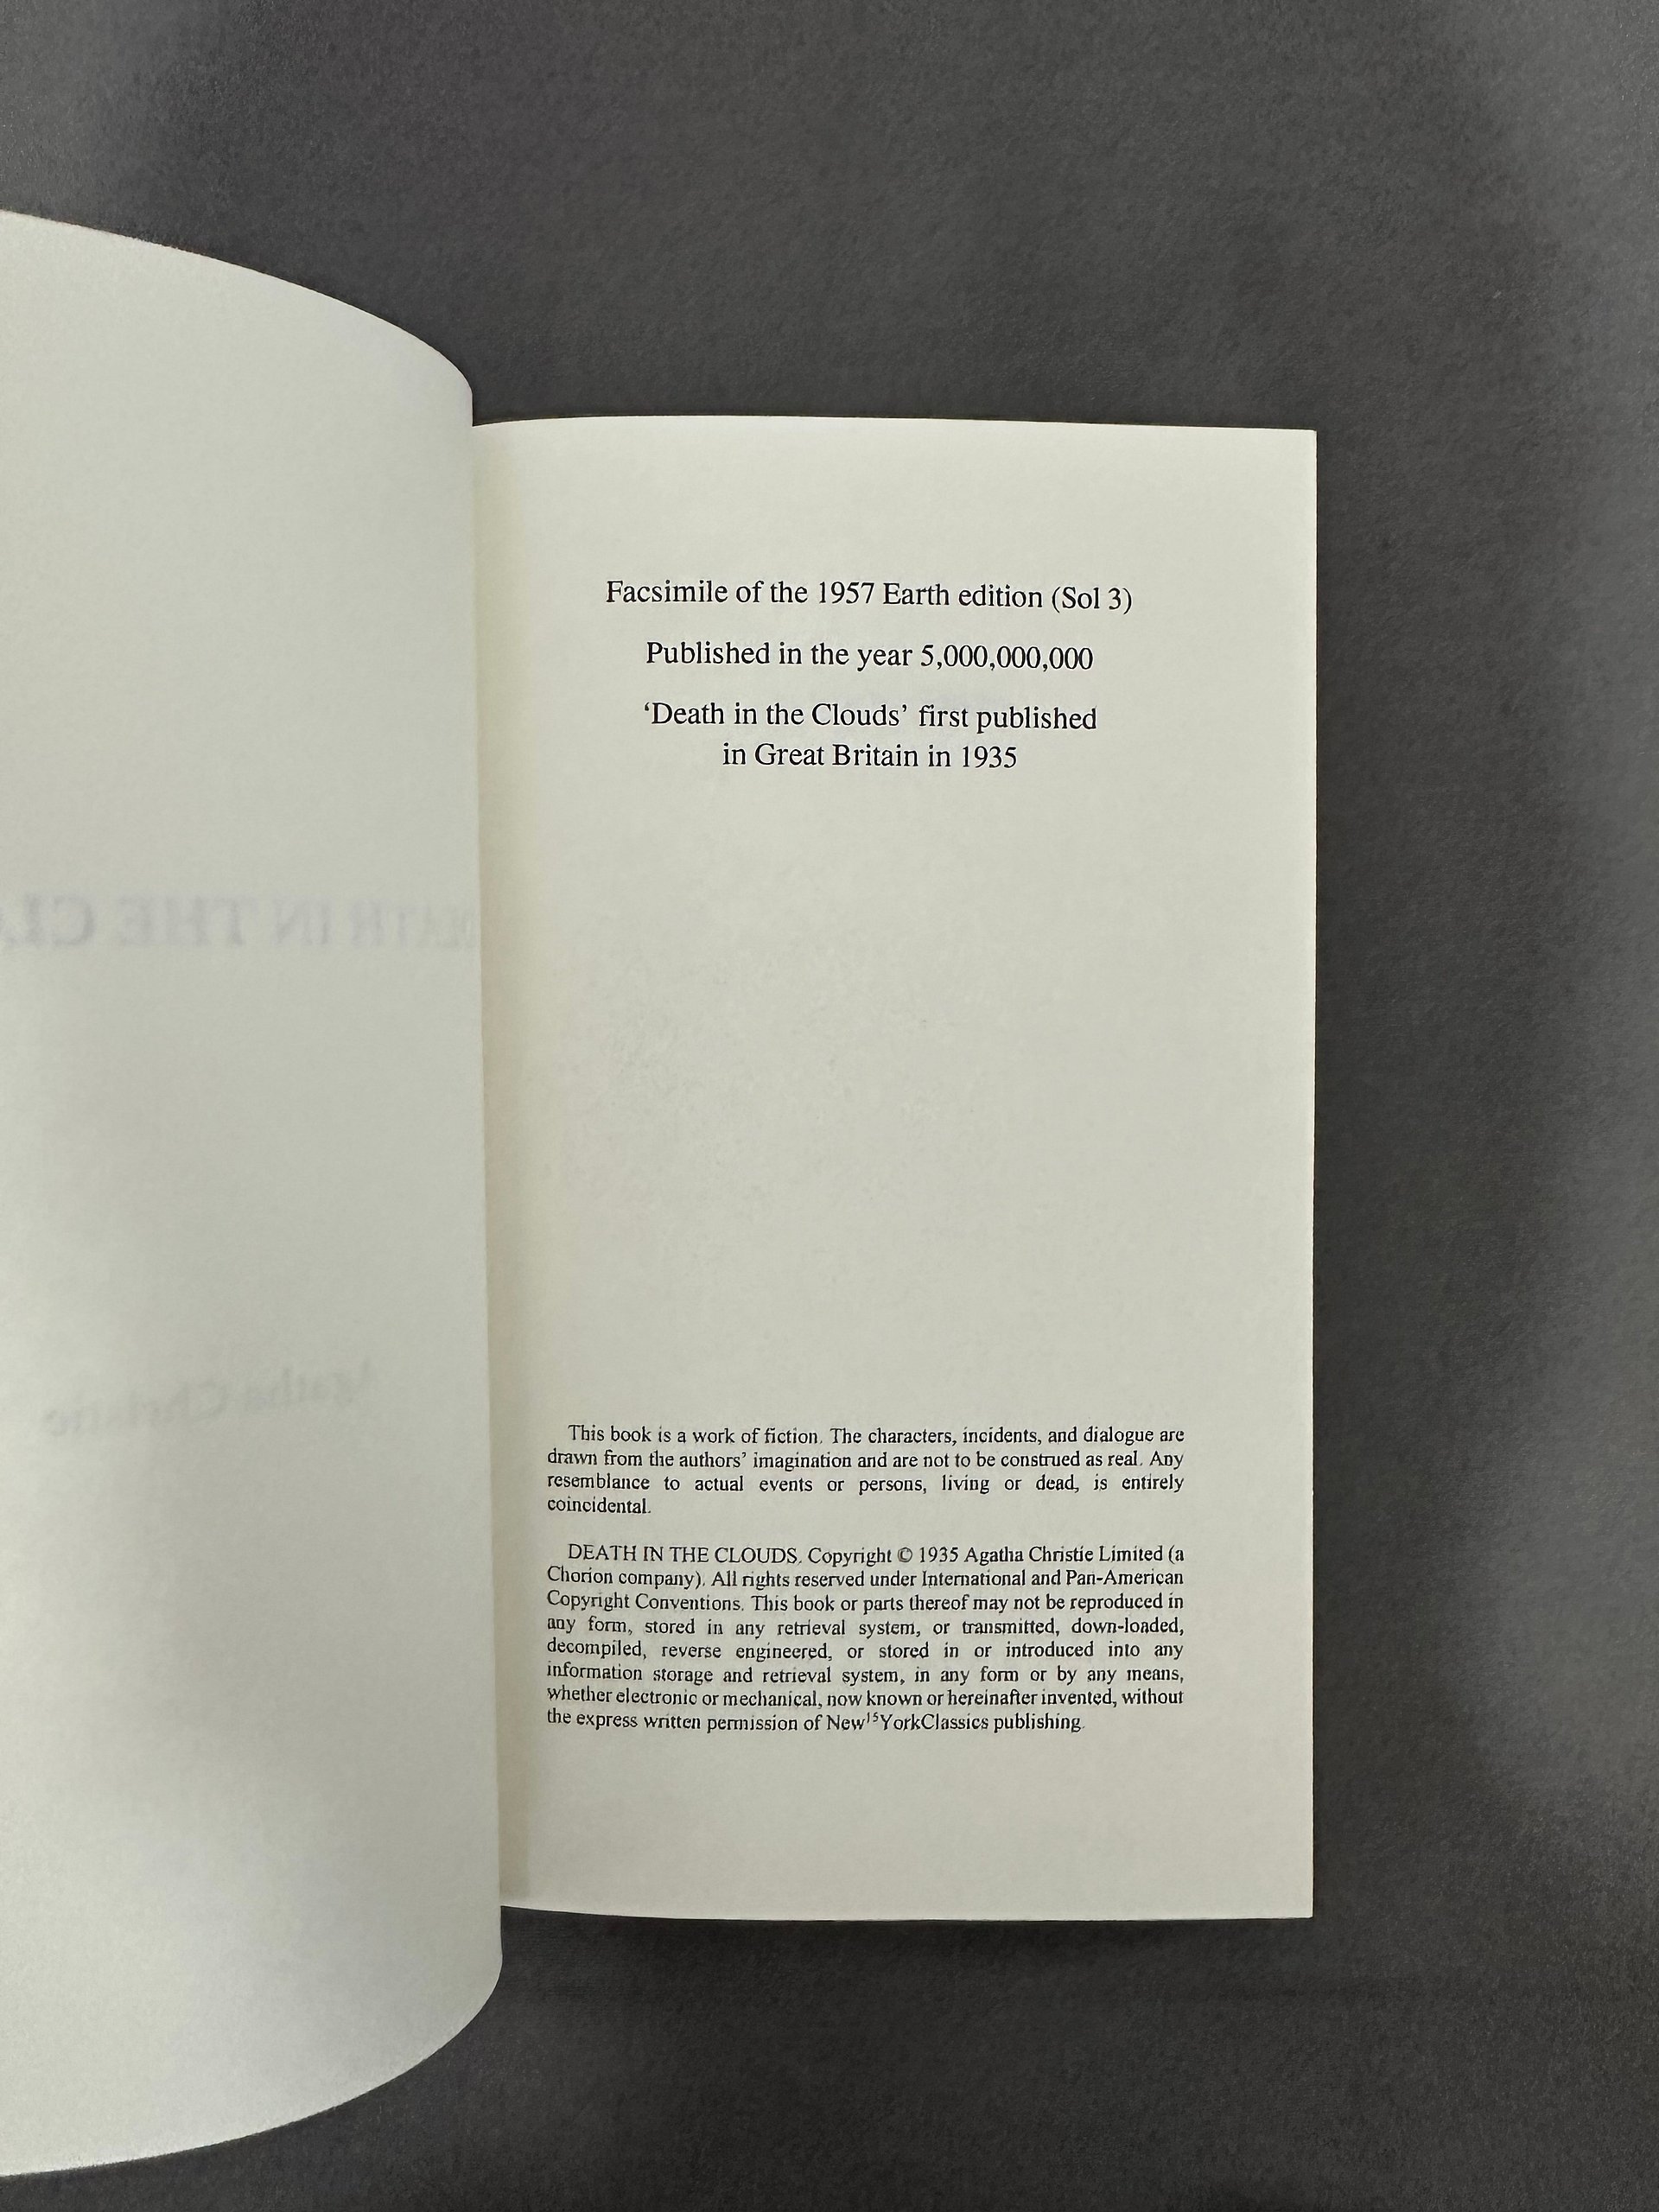 DEATH IN THE CL
Agatha Christie
Facsimile of the 1957 Earth edition (Sol 3)
Published in the year 5,000,000,000
‘Death in the Clouds’ first published
in Great Britain in 1935
This book is a work of fiction. The characters, incidents, and dialogue are
drawn from the authors’ imagination and are not to be construed as real. Any
resemblance to actual events or persons, living or dead, is entirely
coincidental.
DEATH IN THE CLOUDS. Copyright © 1935 Agatha Christie Limited (a
Chorion company). All rights reserved under International and Pan-American
Copyright Conventions. This book or parts thereof may not be reproduced in
any form, stored in any retrieval system, or transmitted, down-loaded,
decompiled, reverse engineered, or stored in or introduced into any
information storage and retrieval system, in any form or by any means,
whether electronic or mechanical, now known or hereinafter invented, without
the express written permission of New¹⁵YorkClassics publishing.